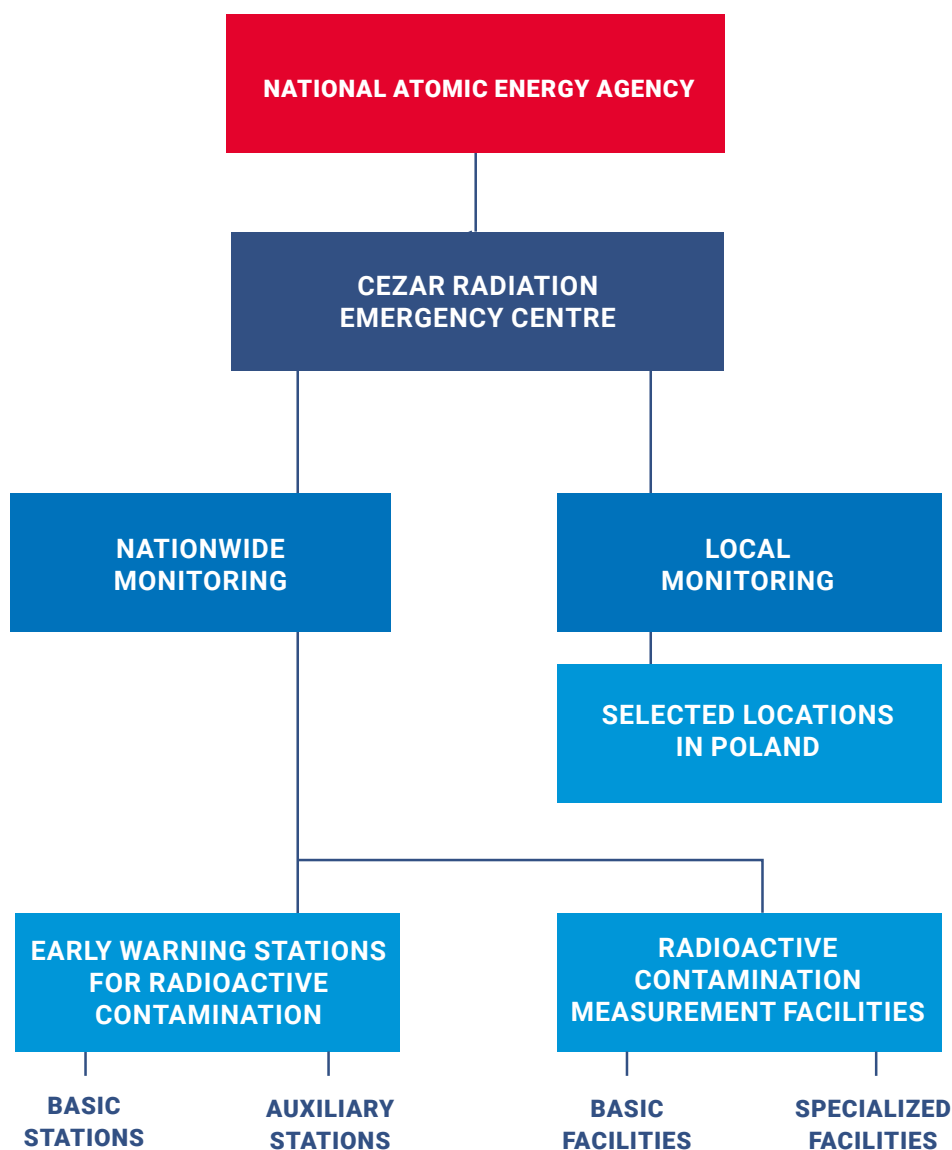 NATIONAL ATOMIC ENERGY AGENCY
CEZAR RADIATION
EMERGENCY CENTRE
NATIONWIDE
MONITORING
LOCAL
MONITORING
SELECTED LOCATIONS
IN POLAND
EARLY WARNING STATIONS
FOR RADIOACTIVE
CONTAMINATION
RADIOACTIVE
CONTAMINATION
MEASUREMENT FACILITIES
BASIC
STATIONS
AUXILIARY
STATIONS
BASIC
FACILITIES
SPECIALIZED
FACILITIES